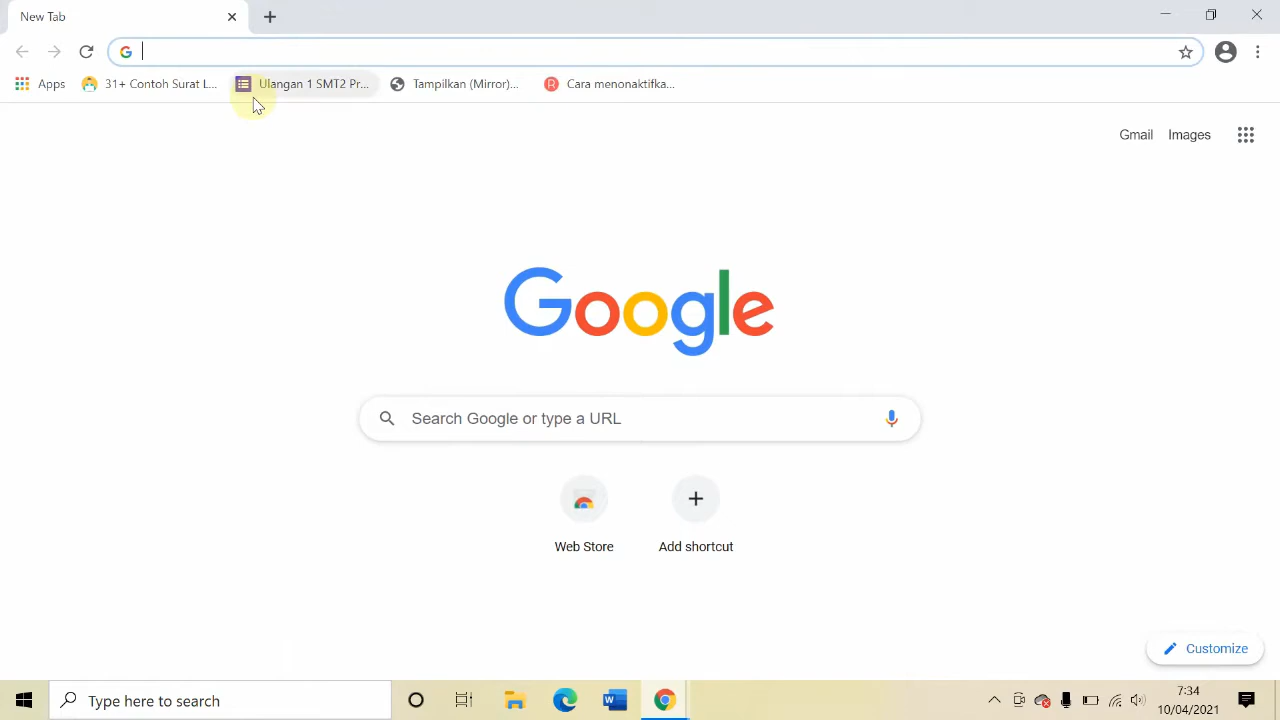 New Tab
Apps 31+ Contoh Surat L... Ulangan 1 SMT2 Pr... Tampilkan (Mirror)... Cara menonaktifka...
Gmail Images
Google
Search Google or type a URL
Web Store Add shortcut
Customize
Type here to search
7:34
10/04/2021